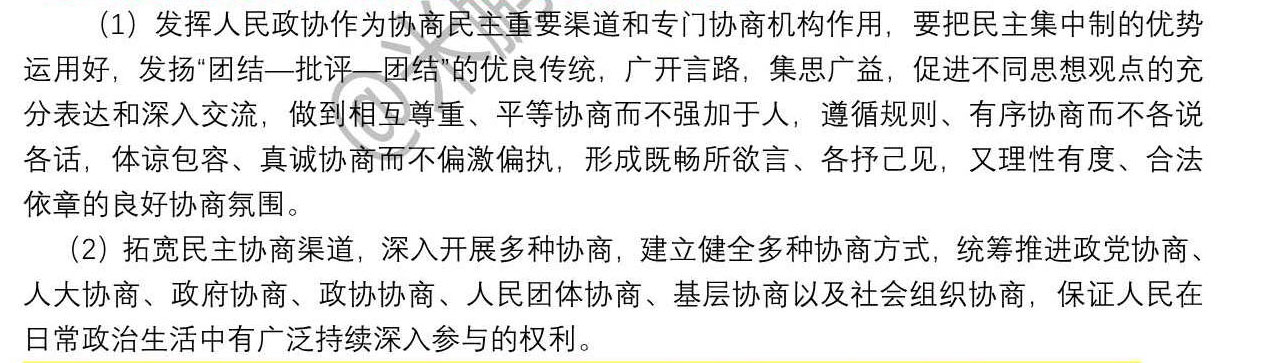 （1）发挥人民政协作为协商民主重要渠道和专门协商机构作用，要把民主集中制的优势
运用好，发扬“团结—批评—团结”的优良传统，广开言路，集思广益，促进不同思想观点的充
分表达和深入交流，做到相互尊重、平等协商而不强加于人，遵循规则、有序协商而不各说
各话，体谅包容、真诚协商而不偏激偏执，形成既畅所欲言、各抒己见，又理性有度、合法
依章的良好协商氛围。
（2）拓宽民主协商渠道，深入开展多种协商，建立健全多种协商方式，统筹推进政党协商、
人大协商、政府协商、政协协商、人民团体协商、基层协商以及社会组织协商，保证人民在
日常政治生活中有广泛持续深入参与的权利。
@米鹏